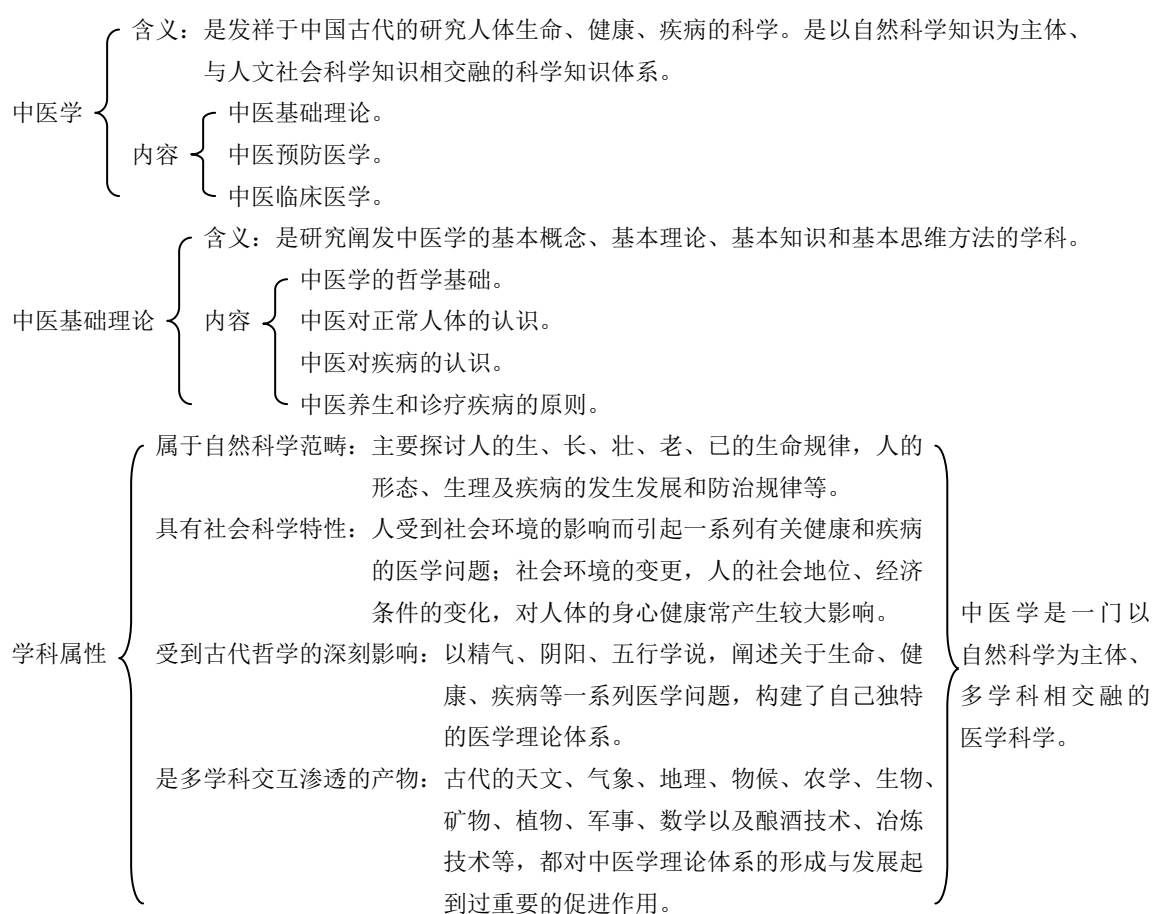 含义：是发样于中国古代的研究人体生命、健康、疾病的科学。是以自然科学知识为主体、
与人文社会科学知识相交融的科学知识体系。
中医学
中医基础理论。
内容
中医预防医学。
中医临床医学。
含义：是研究阐发中医学的基本概念、基本理论、基本知识和基本思维方法的学科。
中医学的哲学基础。
中医基础理论
内容
中医对正常人体的认识。
中医对疾病的认识。
中医养生和诊疗疾病的原则。
属于自然科学范畴：主要探讨人的生、长、壮、老、已的生命规律，人的
形态、生理及疾病的发生发展和防治规律等。
具有社会科学特性：人受到社会环境的影响而引起一系列有关健康和疾病
的医学问题；社会环境的变更，人的社会地位、经济
条件的变化，对人体的身心健康常产生较大影响。
学科属性
受到古代哲学的深刻影响：以精气、阴阳、五行学说，阐述关于生命、健
康、疾病等一系列医学问题，构建了自己独特
的医学理论体系。
是多学科交互渗透的产物：古代的天文、气象、地理、物候、农学、生物、
矿物、植物、军事、数学以及酿酒技术、冶炼
技术等，都对中医学理论体系的形成与发展起
到过重要的促进作用。
中医学是一门以
自然科学为主体、
多学科相交融的
医学科学。